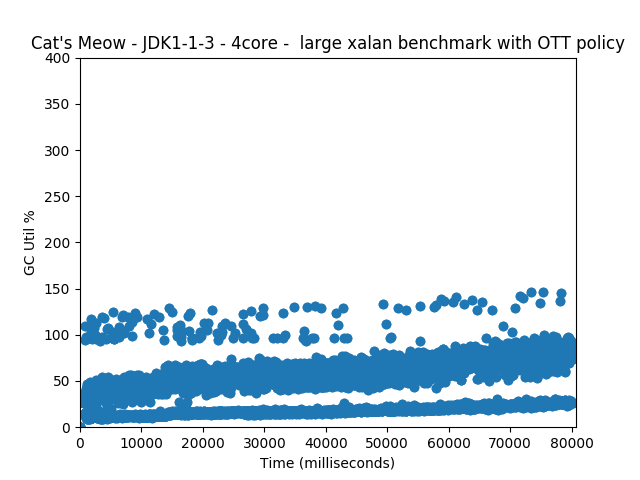 Cat's Meow - JDK1-1-3 - 4core -  large xalan benchmark with OTT policy
400
350
300
250
200
150
100
50
0
GC Util %
0 10000 20000 30000 40000 50000 60000 70000 80000
Time (milliseconds)